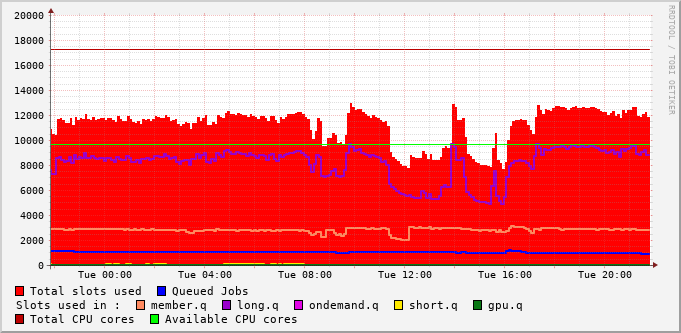 20000
18000
16000
14000
12000
10000
8000
6000
4000
2000
0
Tue 00:00 Tue 04:00 Tue 08:00 Tue 12:00 Tue 16:00 Tue 20:00
RRDTOOL / TOBI OETIKER
Total slots used Queued Jobs
Slots used in : member.q long.q ondemand.q short.q gpu.q
Total CPU cores Available CPU cores